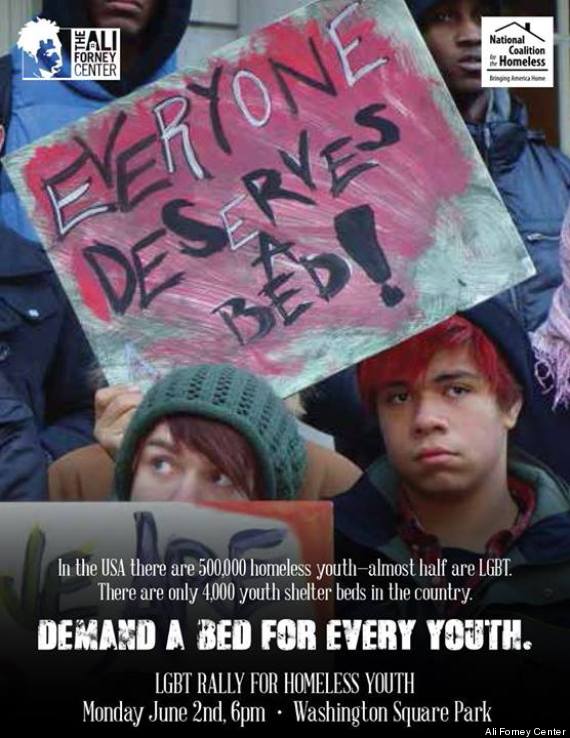 THE ALI
FORNEY
CENTER
National
Coalition
for the
Homeless
Bringing America Home
EVERYONE
DESERVES
A
BED!
WE ARE
In the USA there are 500,000 homeless youth—almost half are LGBT.
There are only 4,000 youth shelter beds in the country.
DEMAND A BED FOR EVERY YOUTH.
LGBT RALLY FOR HOMELESS YOUTH
Monday June 2nd, 6pm • Washington Square Park
Ali Forney Center